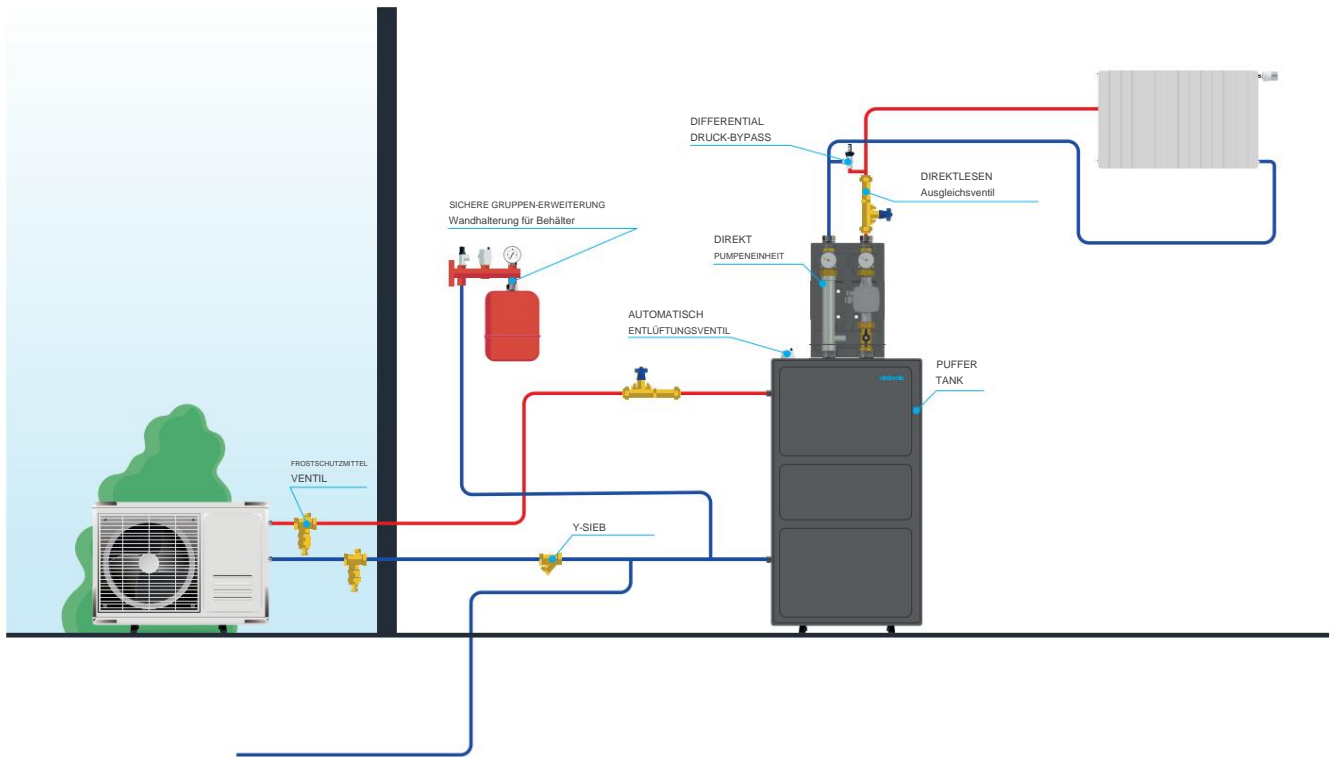 DIFFERENTIAL
DRUCK-BYPASS
DIREKTLESEN
Ausgleichsventil
SICHERE GRUPPEN-ERWEITERUNG
Wandhalterung für Behälter
DIREKT
PUMPENEINHEIT
AUTOMATISCH
ENTLÜFTUNGSVENTIL
PUFFER
TANK
FROSTSCHUTZMITTEL
VENTIL
Y-SIEB